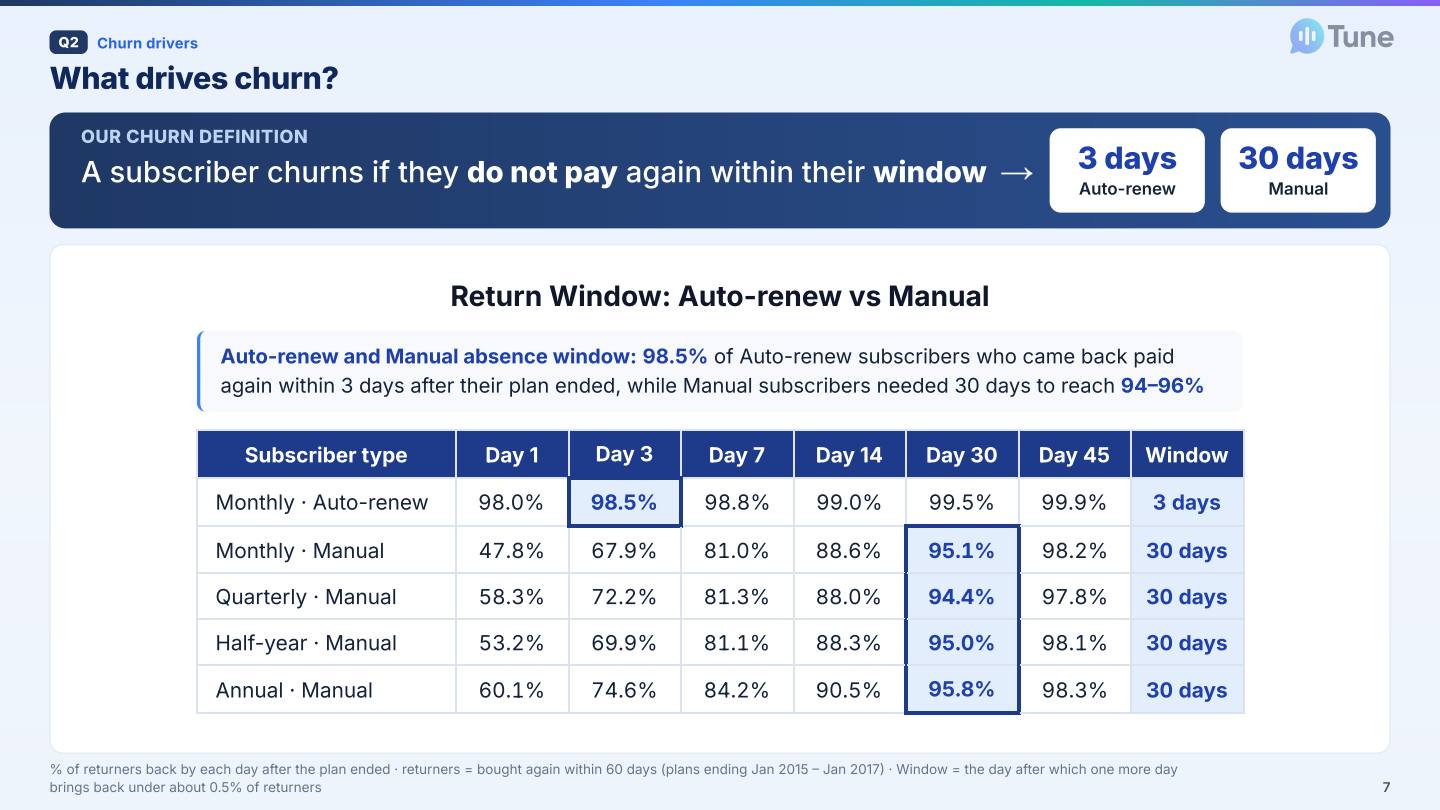 Q2 Churn drivers
Tune
What drives churn?
OUR CHURN DEFINITION
A subscriber churns if they do not pay again within their window →
3 days
Auto-renew
30 days
Manual
Return Window: Auto-renew vs Manual
Auto-renew and Manual absence window: 98.5% of Auto-renew subscribers who came back paid
again within 3 days after their plan ended, while Manual subscribers needed 30 days to reach 94–96%
Subscriber type Day 1 Day 3 Day 7 Day 14 Day 30 Day 45 Window
Monthly · Auto-renew 98.0% 98.5% 98.8% 99.0% 99.5% 99.9% 3 days
Monthly · Manual 47.8% 67.9% 81.0% 88.6% 95.1% 98.2% 30 days
Quarterly · Manual 58.3% 72.2% 81.3% 88.0% 94.4% 97.8% 30 days
Half-year · Manual 53.2% 69.9% 81.1% 88.3% 95.0% 98.1% 30 days
Annual · Manual 60.1% 74.6% 84.2% 90.5% 95.8% 98.3% 30 days
% of returners back by each day after the plan ended · returners = bought again within 60 days (plans ending Jan 2015 – Jan 2017) · Window = the day after which one more day
brings back under about 0.5% of returners
7